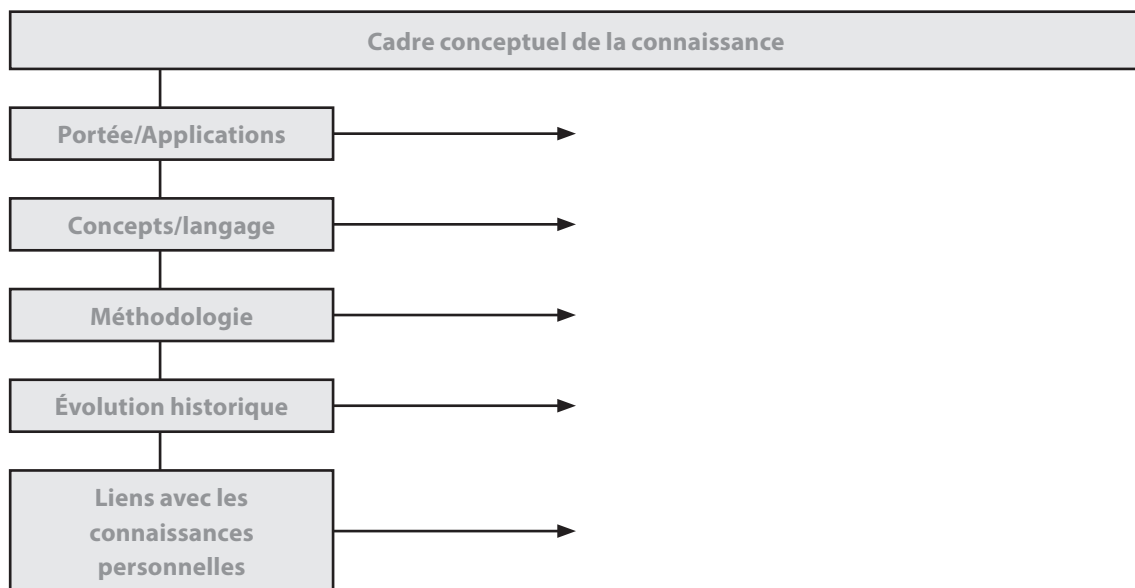 Cadre conceptuel de la connaissance
Portée/Applications
Concepts/langage
Méthodologie
Évolution historique
Liens avec les
connaissances
personnelles